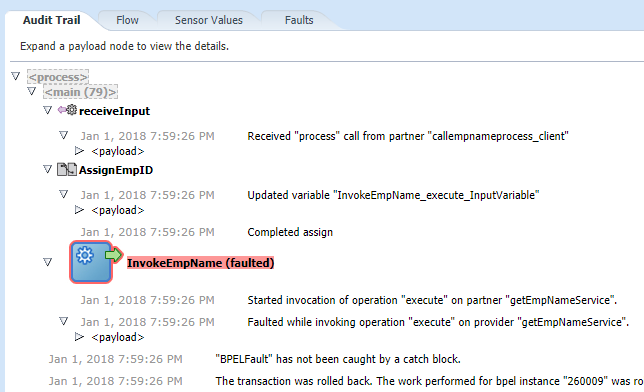 Audit Trail Flow Sensor Values Faults
Expand a payload node to view the details.
<process>
<main (79)>
receiveInput
Jan 1, 2018 7:59:26 PM Received "process" call from partner "callempnameprocess_client"
<payload>
AssignEmpID
Jan 1, 2018 7:59:26 PM Updated variable "InvokeEmpName_execute_InputVariable"
<payload>
Jan 1, 2018 7:59:26 PM Completed assign
InvokeEmpName (faulted)
Jan 1, 2018 7:59:26 PM Started invocation of operation "execute" on partner "getEmpNameService".
Jan 1, 2018 7:59:26 PM Faulted while invoking operation "execute" on provider "getEmpNameService".
<payload>
Jan 1, 2018 7:59:26 PM "BPELFault" has not been caught by a catch block.
Jan 1, 2018 7:59:26 PM The transaction was rolled back. The work performed for bpel instance "260009" was ro